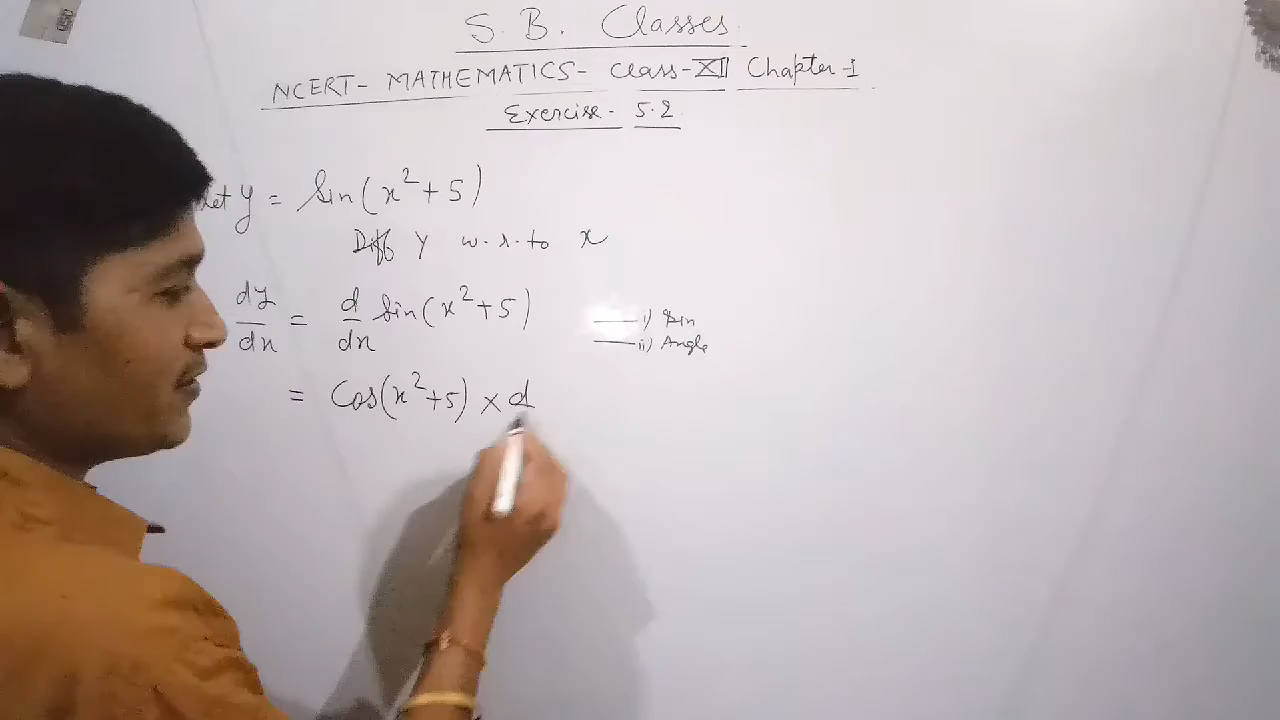 S. B. Classes
NCERT- MATHEMATICS- Class-XII Chapter-1
Exercise- 5.2
let y = Sin(x²+5)
Diff y w.r.to x
dy/dx = d/dx Sin(x²+5) i) Sin
ii) Angle
= Cos(x²+5) × d